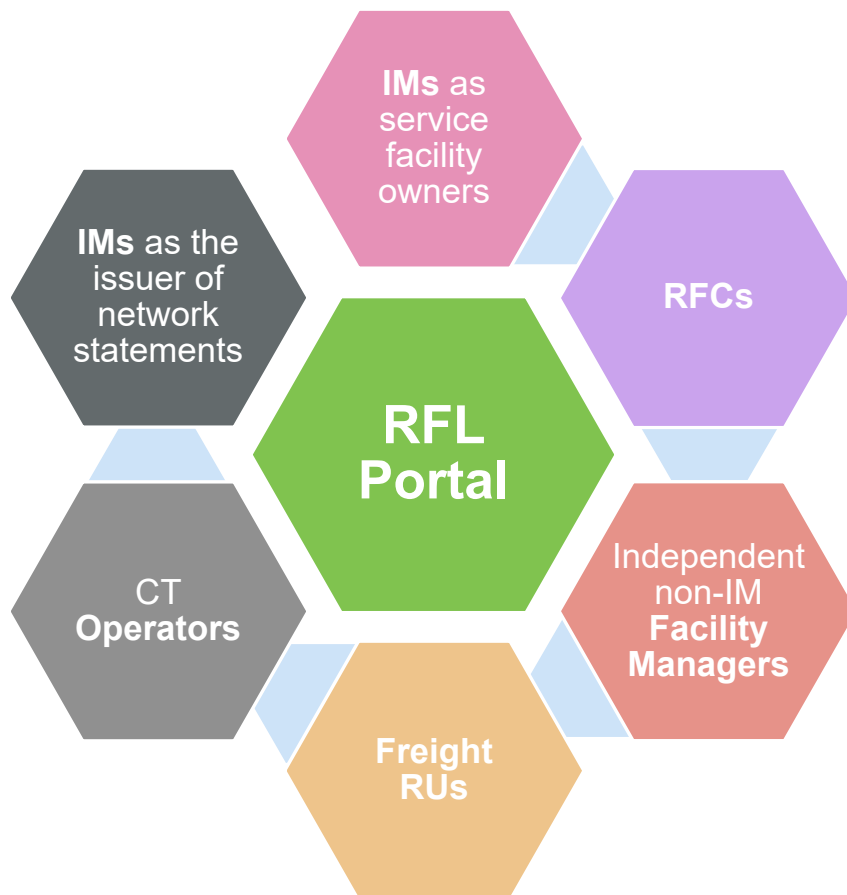 IMs as
service
facility
owners
IMs as the
issuer of
network
statements
RFCs
RFL
Portal
CT
Operators
Independent
non-IM
Facility
Managers
Freight
RUs